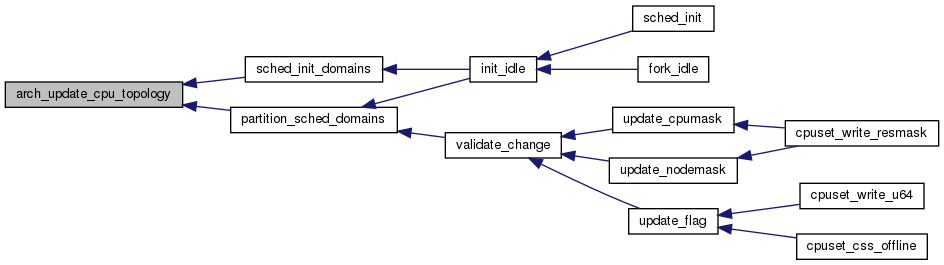 sched_init
sched_init_domains
init_idle
fork_idle
arch_update_cpu_topology
partition_sched_domains
update_cpumask
cpuset_write_resmask
validate_change
update_nodemask
cpuset_write_u64
update_flag
cpuset_css_offline